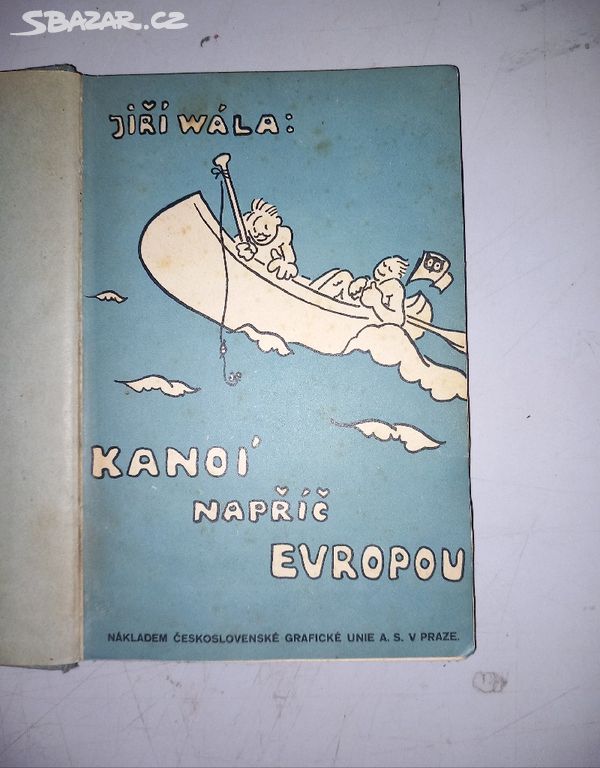 SBAZAR.CZ
JIŘÍ WÁLA:
KANOÍ
NAPŘÍČ
EVROPOU
NÁKLADEM ČESKOSLOVENSKÉ GRAFICKÉ UNIE A. S. V PRAZE.